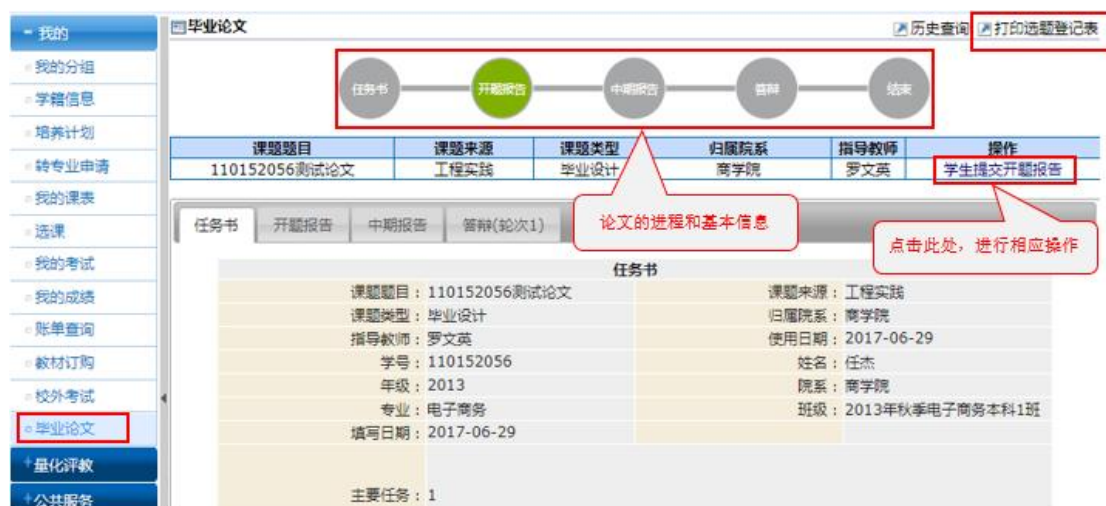 我的
我的分组
学籍信息
培养计划
转专业申请
我的课表
选课
我的考试
我的成绩
账单查询
教材订购
校外考试
毕业论文
量化评教
公共服务
毕业论文
历史查询 打印选题登记表
任务书 开题报告 中期报告 答辩 结束
课题题目 课题来源 课题类型 归属院系 指导教师 操作
110152056测试论文 工程实践 毕业设计 商学院 罗文英 学生提交开题报告
论文的进程和基本信息
点击此处，进行相应操作
任务书 开题报告 中期报告 答辩(轮次1)
任务书
课题题目：110152056测试论文 课题来源：工程实践
课题类型：毕业设计 归属院系：商学院
指导教师：罗文英 使用日期：2017-06-29
学号：110152056 姓名：任杰
年级：2013 院系：商学院
专业：电子商务 班级：2013年秋季电子商务本科1班
填写日期：2017-06-29
主要任务：1